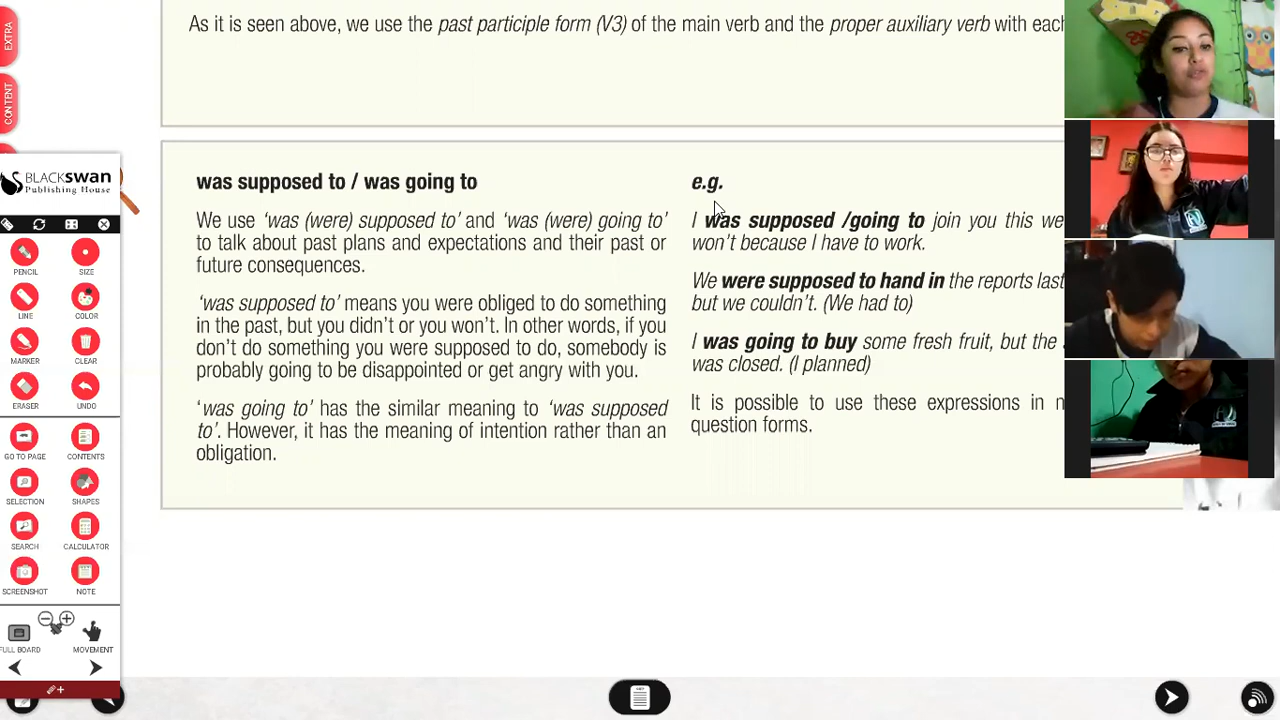 As it is seen above, we use the past participle form (V3) of the main verb and the proper auxiliary verb with each
EXTRA
CONTENT
BLACKSWAN
Publishing House
PENCIL
SIZE
LINE
COLOR
MARKER
CLEAR
ERASER
UNDO
GO TO PAGE
CONTENTS
SELECTION
SHAPES
SEARCH
CALCULATOR
SCREENSHOT
NOTE
FULL BOARD
MOVEMENT
was supposed to / was going to
We use ‘was (were) supposed to’ and ‘was (were) going to’
to talk about past plans and expectations and their past or
future consequences.
‘was supposed to’ means you were obliged to do something
in the past, but you didn’t or you won’t. In other words, if you
don’t do something you were supposed to do, somebody is
probably going to be disappointed or get angry with you.
‘was going to’ has the similar meaning to ‘was supposed
to’. However, it has the meaning of intention rather than an
obligation.
e.g.
I was supposed /going to join you this we
won’t because I have to work.
We were supposed to hand in the reports last
but we couldn’t. (We had to)
I was going to buy some fresh fruit, but the
was closed. (I planned)
It is possible to use these expressions in n
question forms.